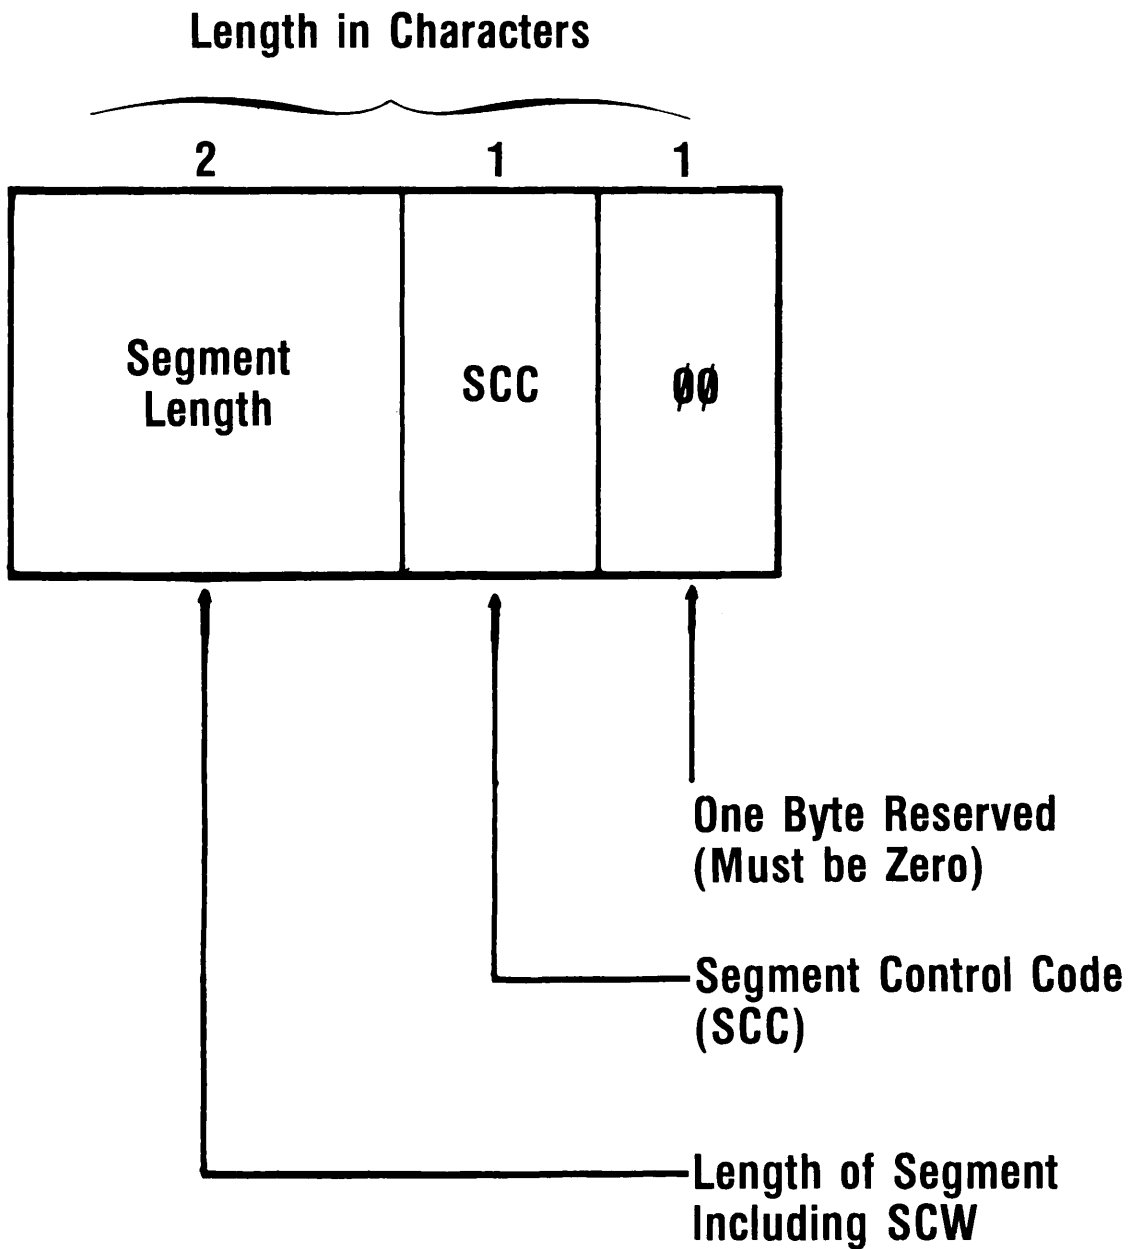 Length in Characters
2 1 1
Segment
Length
SCC
ØØ
One Byte Reserved
(Must be Zero)
Segment Control Code
(SCC)
Length of Segment
Including SCW